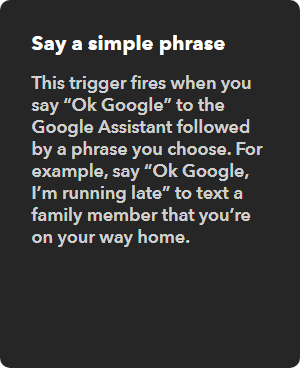 Say a simple phrase
This trigger fires when you
say “Ok Google” to the
Google Assistant followed
by a phrase you choose. For
example, say “Ok Google,
I’m running late” to text a
family member that you’re
on your way home.